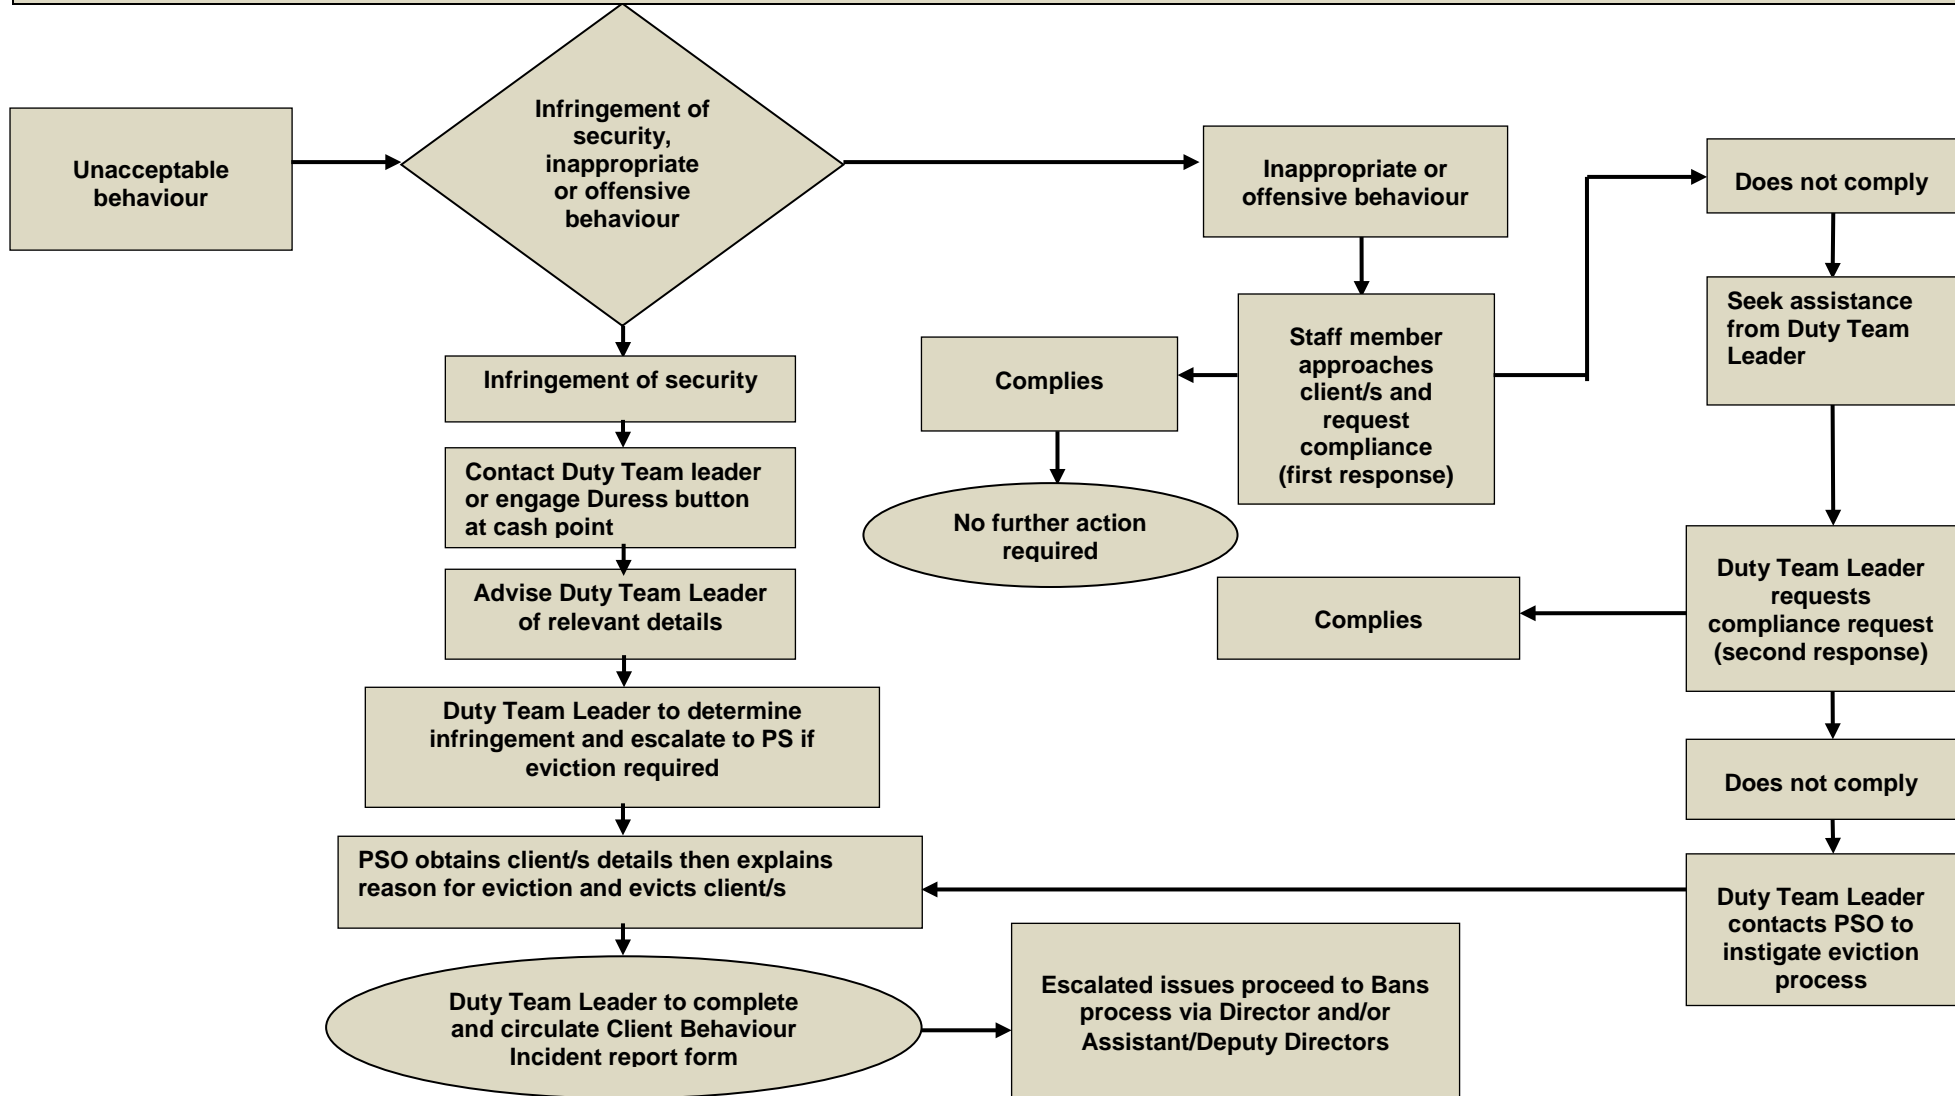 Unacceptable
behaviour
Infringement of
security,
inappropriate
or offensive
behaviour
Inappropriate or
offensive behaviour
Does not comply
Seek assistance
from Duty Team
Leader
Staff member
approaches
client/s and
request
compliance
(first response)
Complies
No further action
required
Infringement of security
Contact Duty Team leader
or engage Duress button
at cash point
Advise Duty Team Leader
of relevant details
Duty Team Leader
requests
compliance request
(second response)
Complies
Duty Team Leader to determine
infringement and escalate to PS if
eviction required
Does not comply
PSO obtains client/s details then explains
reason for eviction and evicts client/s
Duty Team Leader
contacts PSO to
instigate eviction
process
Duty Team Leader to complete
and circulate Client Behaviour
Incident report form
Escalated issues proceed to Bans
process via Director and/or
Assistant/Deputy Directors